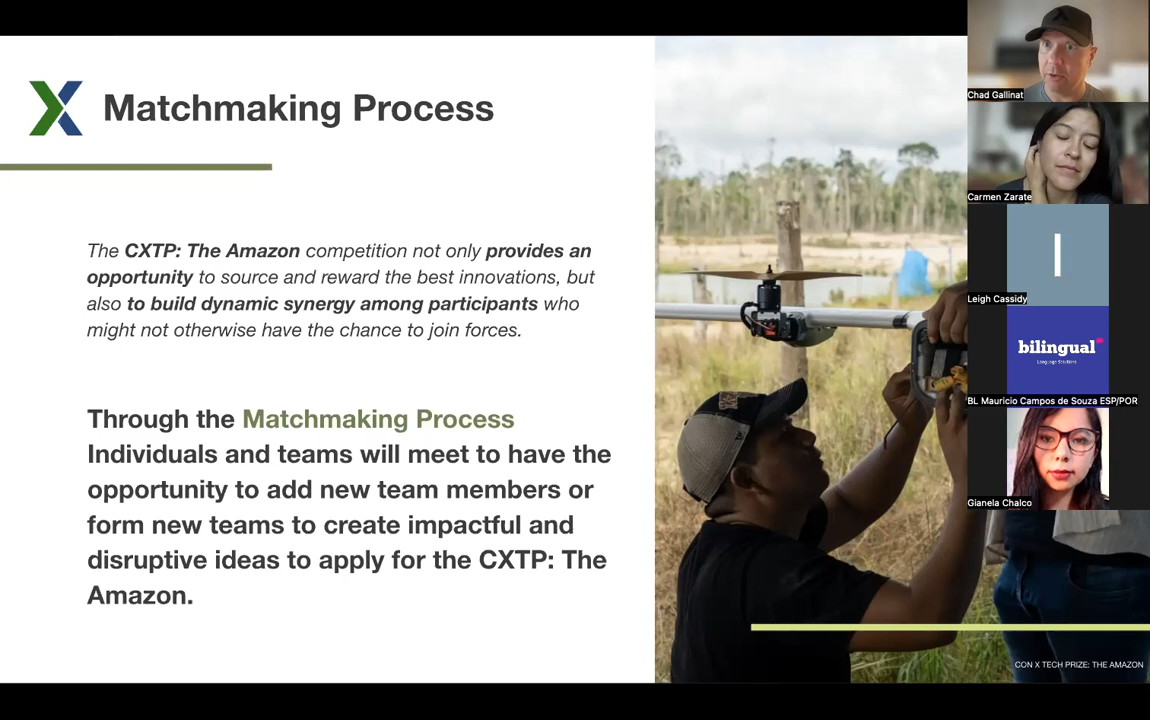 Matchmaking Process
The CXTP: The Amazon competition not only provides an
opportunity to source and reward the best innovations, but
also to build dynamic synergy among participants who
might not otherwise have the chance to join forces.
Through the Matchmaking Process
Individuals and teams will meet to have the
opportunity to add new team members or
form new teams to create impactful and
disruptive ideas to apply for the CXTP: The
Amazon.
CON X TECH PRIZE: THE AMAZON
Chad Gallinat
Carmen Zarate
l
Leigh Cassidy
bilingual
Language Solutions
BL Mauricio Campos de Souza ESP/POR
Gianela Chalco